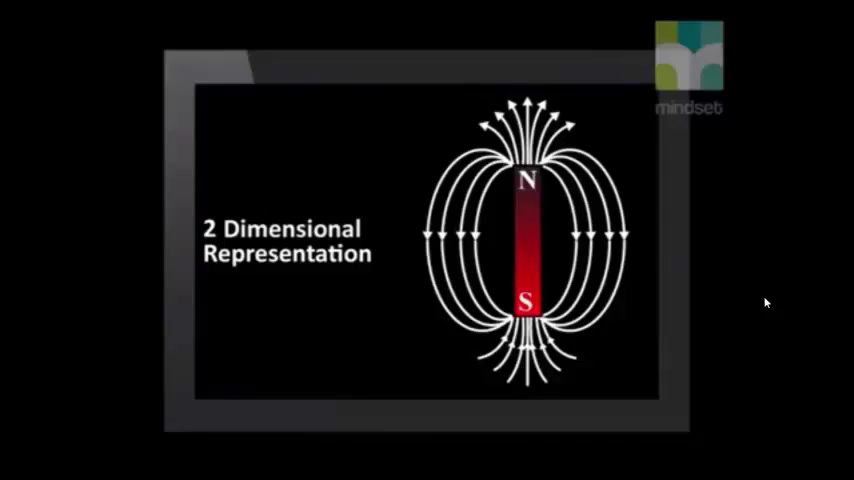 mindset
N
2 Dimensional
Representation
S